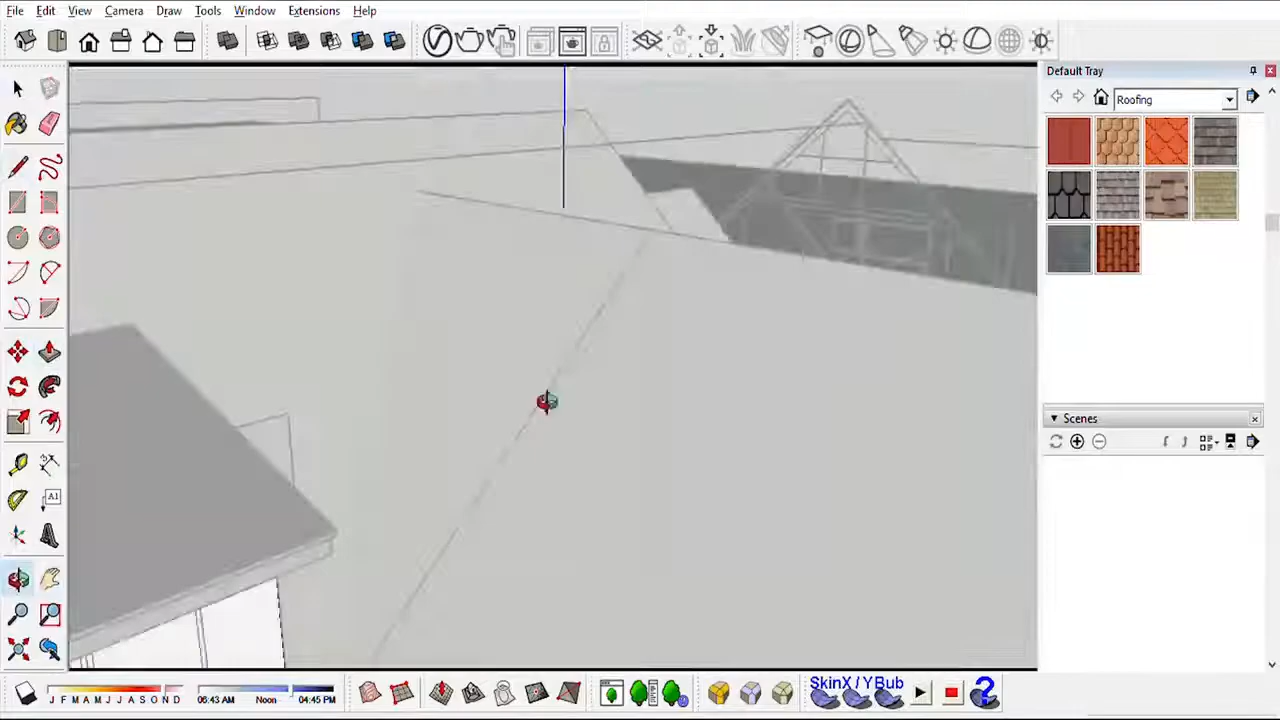 File Edit View Camera Draw Tools Window Extensions Help
Default Tray
Roofing
Scenes
A1
J F M A M J J A S O N D
06:43 AM Noon 04:45 PM
SkinX / YBub